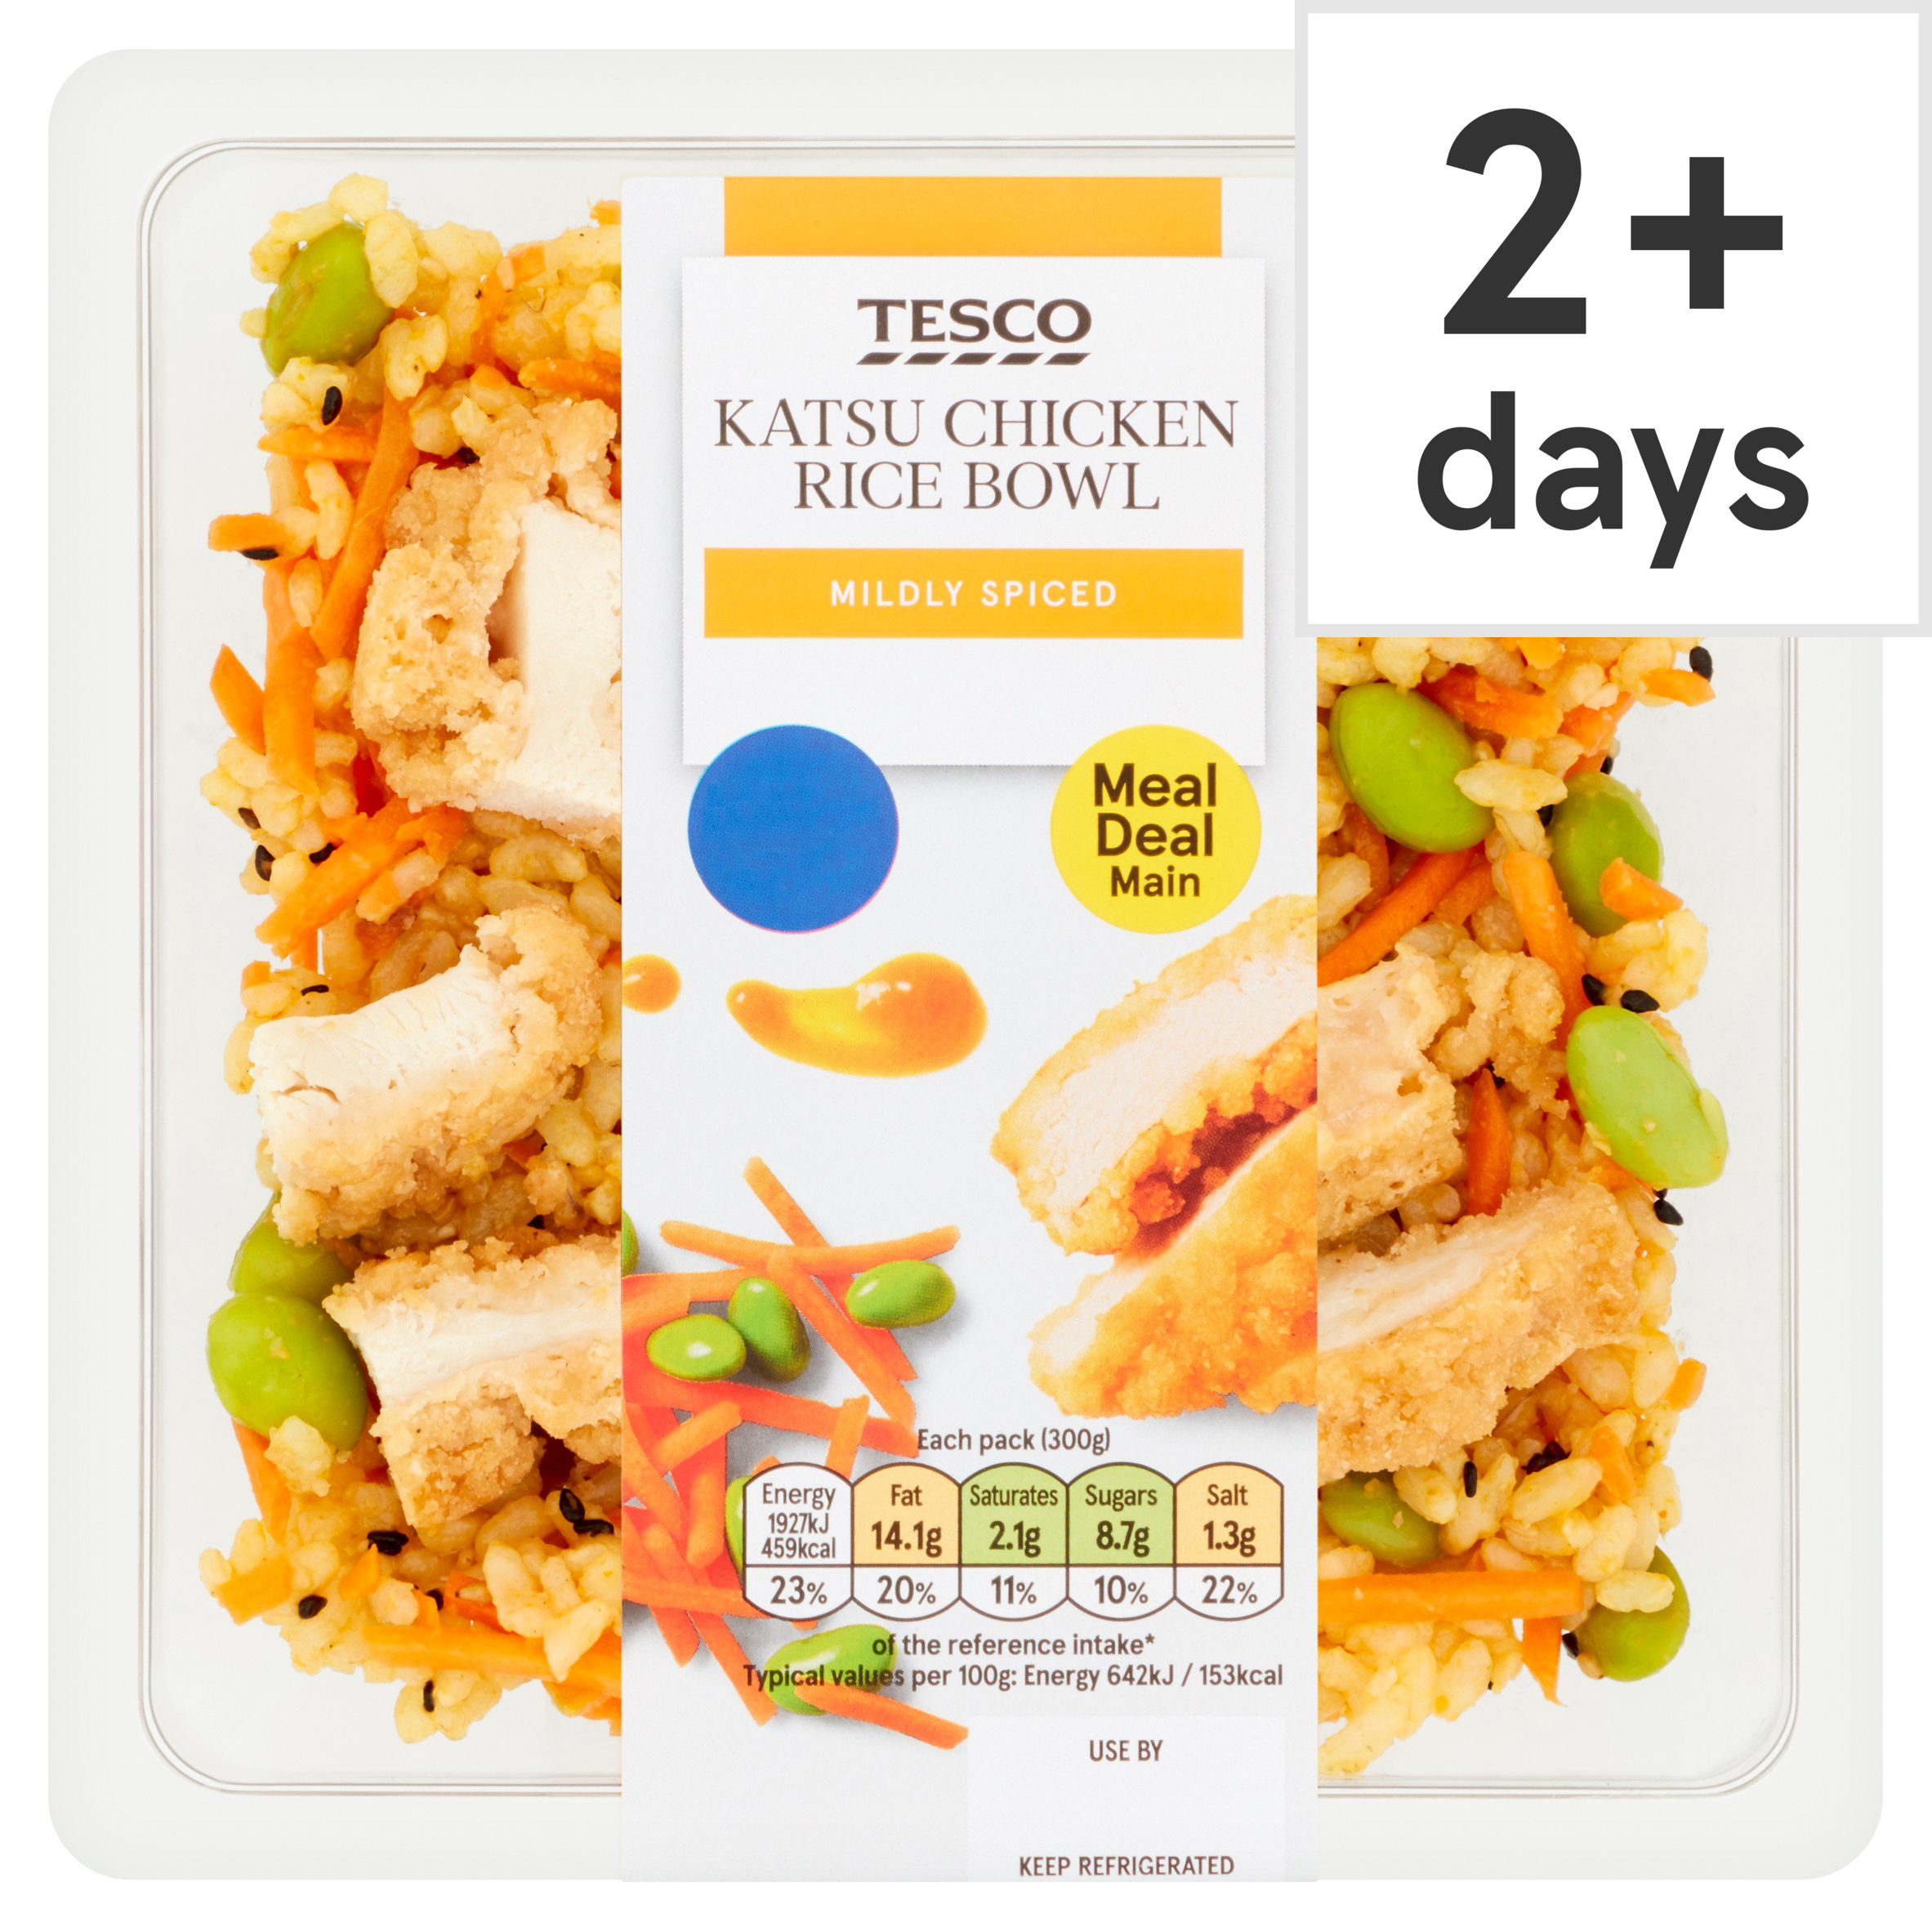 2+
days
TESCO
KATSU CHICKEN
RICE BOWL
MILDLY SPICED
Meal
Deal
Main
Each pack (300g)
Energy 1927kJ 459kcal 23%
Fat 14.1g 20%
Saturates 2.1g 11%
Sugars 8.7g 10%
Salt 1.3g 22%
of the reference intake*
Typical values per 100g: Energy 642kJ / 153kcal
USE BY
KEEP REFRIGERATED